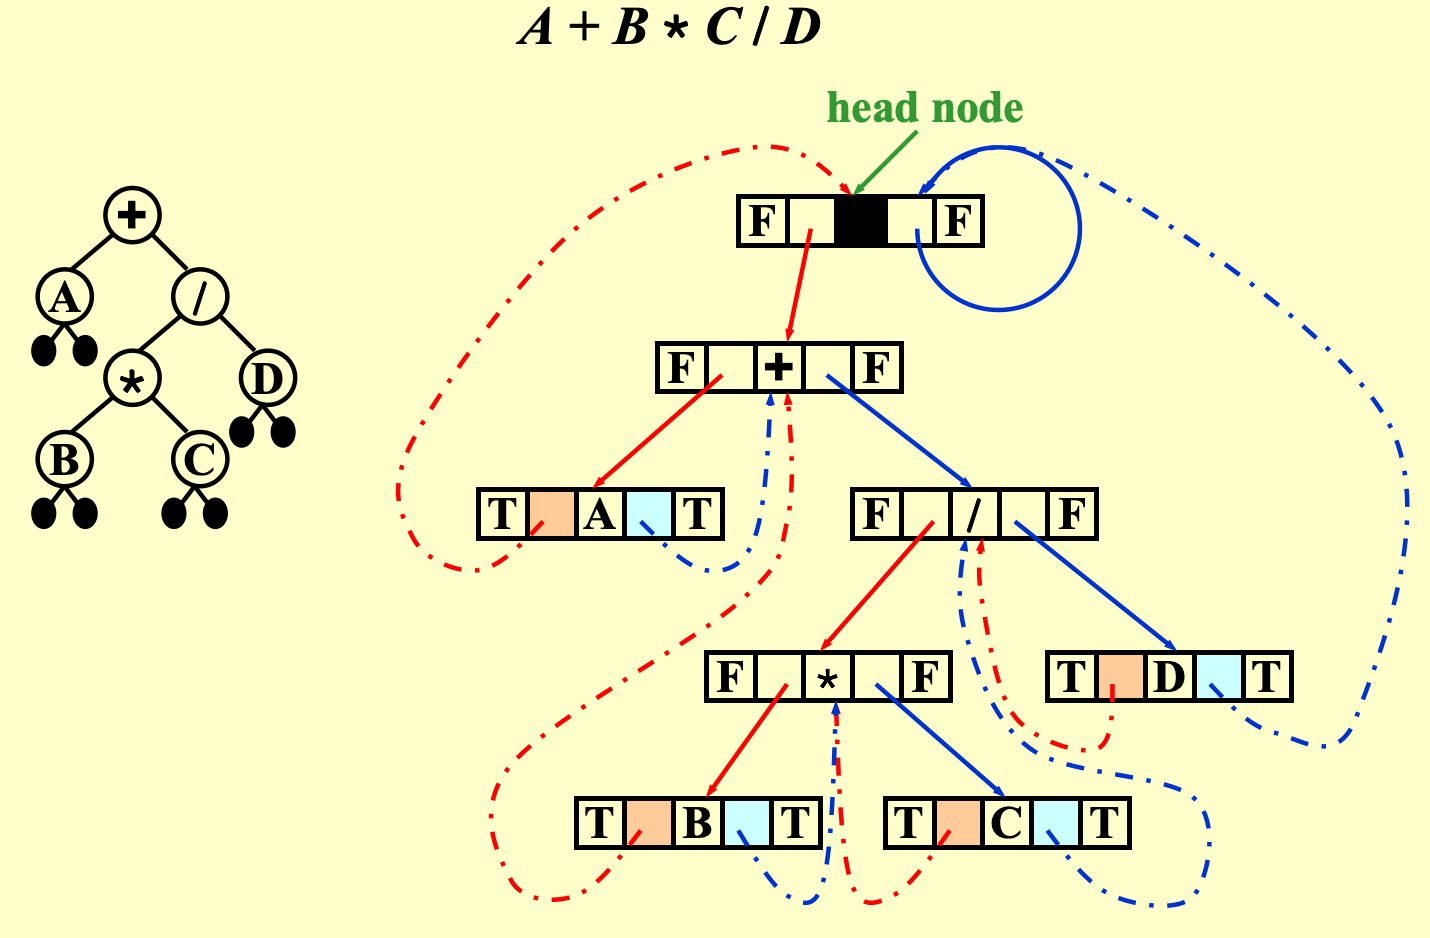 A + B * C / D
head node
F F
+
F + F
A /
T A T F / F
* D
B C
F * F T D T
T B T T C T